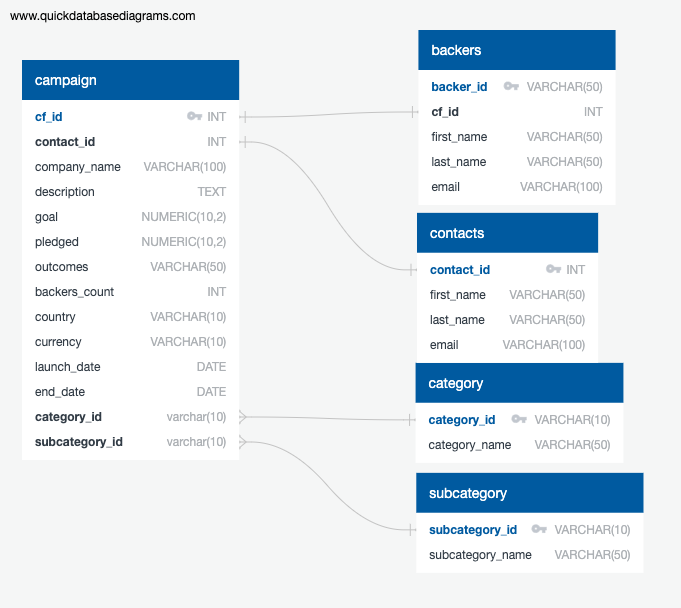 www.quickdatabasediagrams.com
campaign
cf_id INT
contact_id INT
company_name VARCHAR(100)
description TEXT
goal NUMERIC(10,2)
pledged NUMERIC(10,2)
outcomes VARCHAR(50)
backers_count INT
country VARCHAR(10)
currency VARCHAR(10)
launch_date DATE
end_date DATE
category_id varchar(10)
subcategory_id varchar(10)
backers
backer_id VARCHAR(50)
cf_id INT
first_name VARCHAR(50)
last_name VARCHAR(50)
email VARCHAR(100)
contacts
contact_id INT
first_name VARCHAR(50)
last_name VARCHAR(50)
email VARCHAR(100)
category
category_id VARCHAR(10)
category_name VARCHAR(50)
subcategory
subcategory_id VARCHAR(10)
subcategory_name VARCHAR(50)